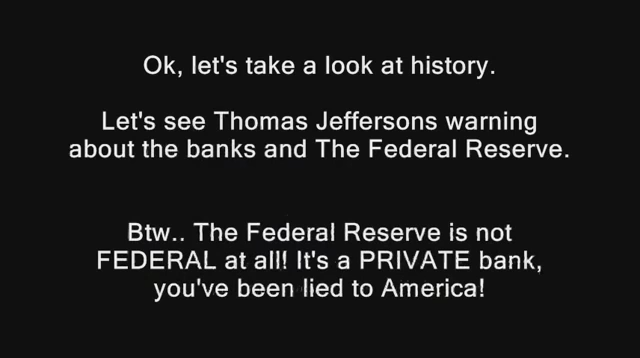 Ok, let's take a look at history.
Let's see Thomas Jeffersons warning
about the banks and The Federal Reserve.
Btw.. The Federal Reserve is not
FEDERAL at all! It's a PRIVATE bank,
you've been lied to America!